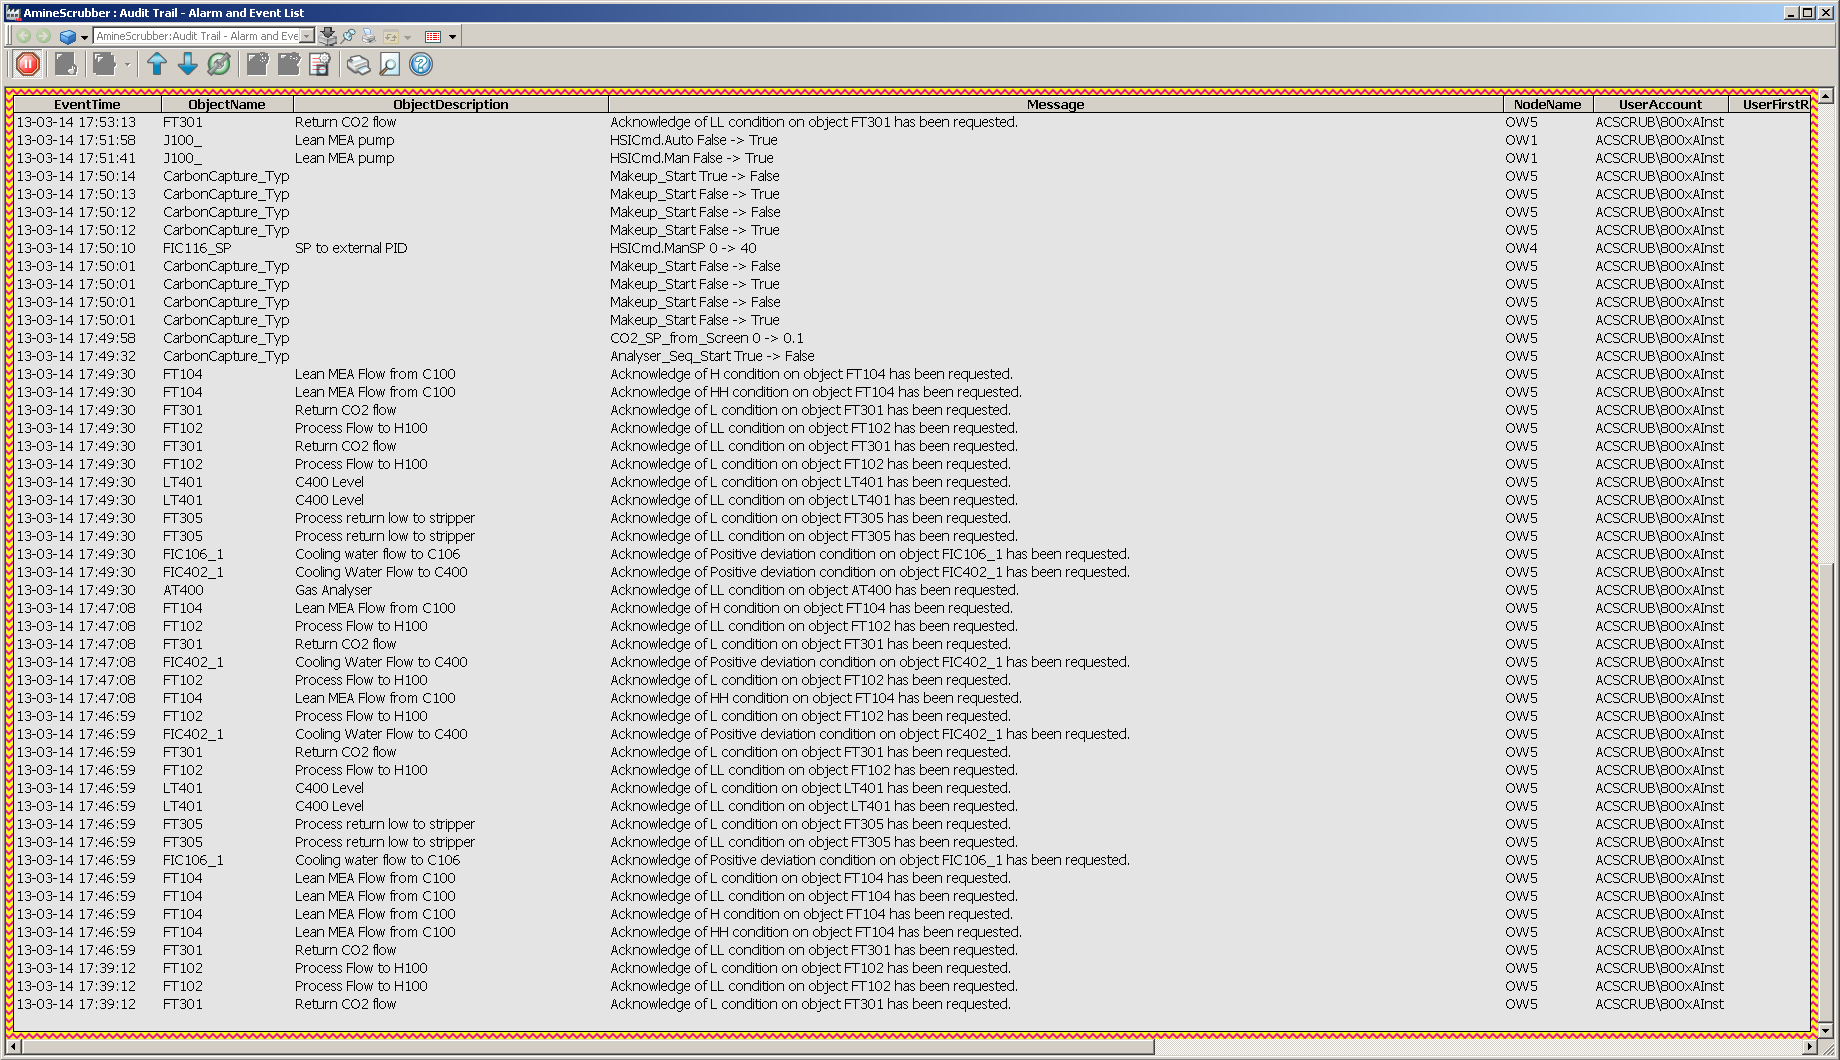 AmineScrubber : Audit Trail - Alarm and Event List
AmineScrubber:Audit Trail - Alarm and Eve
EventTime ObjectName ObjectDescription Message NodeName UserAccount UserFirstR
13-03-14 17:53:13 FT301 Return CO2 flow Acknowledge of LL condition on object FT301 has been requested. OW5 ACSCRUB\800xAInst
13-03-14 17:51:58 J100_ Lean MEA pump HSICmd.Auto False -> True OW1 ACSCRUB\800xAInst
13-03-14 17:51:41 J100_ Lean MEA pump HSICmd.Man False -> True OW1 ACSCRUB\800xAInst
13-03-14 17:50:14 CarbonCapture_Typ Makeup_Start True -> False OW5 ACSCRUB\800xAInst
13-03-14 17:50:13 CarbonCapture_Typ Makeup_Start False -> True OW5 ACSCRUB\800xAInst
13-03-14 17:50:12 CarbonCapture_Typ Makeup_Start False -> False OW5 ACSCRUB\800xAInst
13-03-14 17:50:12 CarbonCapture_Typ Makeup_Start False -> True OW5 ACSCRUB\800xAInst
13-03-14 17:50:10 FIC116_SP SP to external PID HSICmd.ManSP 0 -> 40 OW4 ACSCRUB\800xAInst
13-03-14 17:50:01 CarbonCapture_Typ Makeup_Start False -> False OW5 ACSCRUB\800xAInst
13-03-14 17:50:01 CarbonCapture_Typ Makeup_Start False -> True OW5 ACSCRUB\800xAInst
13-03-14 17:50:01 CarbonCapture_Typ Makeup_Start False -> False OW5 ACSCRUB\800xAInst
13-03-14 17:50:01 CarbonCapture_Typ Makeup_Start False -> True OW5 ACSCRUB\800xAInst
13-03-14 17:49:58 CarbonCapture_Typ CO2_SP_from_Screen 0 -> 0.1 OW5 ACSCRUB\800xAInst
13-03-14 17:49:32 CarbonCapture_Typ Analyser_Seq_Start True -> False OW5 ACSCRUB\800xAInst
13-03-14 17:49:30 FT104 Lean MEA Flow from C100 Acknowledge of H condition on object FT104 has been requested. OW5 ACSCRUB\800xAInst
13-03-14 17:49:30 FT104 Lean MEA Flow from C100 Acknowledge of HH condition on object FT104 has been requested. OW5 ACSCRUB\800xAInst
13-03-14 17:49:30 FT301 Return CO2 flow Acknowledge of L condition on object FT301 has been requested. OW5 ACSCRUB\800xAInst
13-03-14 17:49:30 FT102 Process Flow to H100 Acknowledge of LL condition on object FT102 has been requested. OW5 ACSCRUB\800xAInst
13-03-14 17:49:30 FT301 Return CO2 flow Acknowledge of LL condition on object FT301 has been requested. OW5 ACSCRUB\800xAInst
13-03-14 17:49:30 FT102 Process Flow to H100 Acknowledge of L condition on object FT102 has been requested. OW5 ACSCRUB\800xAInst
13-03-14 17:49:30 LT401 C400 Level Acknowledge of L condition on object LT401 has been requested. OW5 ACSCRUB\800xAInst
13-03-14 17:49:30 LT401 C400 Level Acknowledge of LL condition on object LT401 has been requested. OW5 ACSCRUB\800xAInst
13-03-14 17:49:30 FT305 Process return low to stripper Acknowledge of L condition on object FT305 has been requested. OW5 ACSCRUB\800xAInst
13-03-14 17:49:30 FT305 Process return low to stripper Acknowledge of LL condition on object FT305 has been requested. OW5 ACSCRUB\800xAInst
13-03-14 17:49:30 FIC106_1 Cooling water flow to C106 Acknowledge of Positive deviation condition on object FIC106_1 has been requested. OW5 ACSCRUB\800xAInst
13-03-14 17:49:30 FIC402_1 Cooling Water Flow to C400 Acknowledge of Positive deviation condition on object FIC402_1 has been requested. OW5 ACSCRUB\800xAInst
13-03-14 17:49:30 AT400 Gas Analyser Acknowledge of LL condition on object AT400 has been requested. OW5 ACSCRUB\800xAInst
13-03-14 17:47:08 FT104 Lean MEA Flow from C100 Acknowledge of H condition on object FT104 has been requested. OW5 ACSCRUB\800xAInst
13-03-14 17:47:08 FT102 Process Flow to H100 Acknowledge of LL condition on object FT102 has been requested. OW5 ACSCRUB\800xAInst
13-03-14 17:47:08 FT301 Return CO2 flow Acknowledge of L condition on object FT301 has been requested. OW5 ACSCRUB\800xAInst
13-03-14 17:47:08 FIC402_1 Cooling Water Flow to C400 Acknowledge of Positive deviation condition on object FIC402_1 has been requested. OW5 ACSCRUB\800xAInst
13-03-14 17:47:08 FT102 Process Flow to H100 Acknowledge of L condition on object FT102 has been requested. OW5 ACSCRUB\800xAInst
13-03-14 17:47:08 FT104 Lean MEA Flow from C100 Acknowledge of HH condition on object FT104 has been requested. OW5 ACSCRUB\800xAInst
13-03-14 17:46:59 FT102 Process Flow to H100 Acknowledge of L condition on object FT102 has been requested. OW5 ACSCRUB\800xAInst
13-03-14 17:46:59 FIC402_1 Cooling Water Flow to C400 Acknowledge of Positive deviation condition on object FIC402_1 has been requested. OW5 ACSCRUB\800xAInst
13-03-14 17:46:59 FT301 Return CO2 flow Acknowledge of L condition on object FT301 has been requested. OW5 ACSCRUB\800xAInst
13-03-14 17:46:59 FT102 Process Flow to H100 Acknowledge of LL condition on object FT102 has been requested. OW5 ACSCRUB\800xAInst
13-03-14 17:46:59 LT401 C400 Level Acknowledge of L condition on object LT401 has been requested. OW5 ACSCRUB\800xAInst
13-03-14 17:46:59 LT401 C400 Level Acknowledge of LL condition on object LT401 has been requested. OW5 ACSCRUB\800xAInst
13-03-14 17:46:59 FT305 Process return low to stripper Acknowledge of L condition on object FT305 has been requested. OW5 ACSCRUB\800xAInst
13-03-14 17:46:59 FT305 Process return low to stripper Acknowledge of LL condition on object FT305 has been requested. OW5 ACSCRUB\800xAInst
13-03-14 17:46:59 FIC106_1 Cooling water flow to C106 Acknowledge of Positive deviation condition on object FIC106_1 has been requested. OW5 ACSCRUB\800xAInst
13-03-14 17:46:59 FT104 Lean MEA Flow from C100 Acknowledge of L condition on object FT104 has been requested. OW5 ACSCRUB\800xAInst
13-03-14 17:46:59 FT104 Lean MEA Flow from C100 Acknowledge of LL condition on object FT104 has been requested. OW5 ACSCRUB\800xAInst
13-03-14 17:46:59 FT104 Lean MEA Flow from C100 Acknowledge of H condition on object FT104 has been requested. OW5 ACSCRUB\800xAInst
13-03-14 17:46:59 FT104 Lean MEA Flow from C100 Acknowledge of HH condition on object FT104 has been requested. OW5 ACSCRUB\800xAInst
13-03-14 17:46:59 FT301 Return CO2 flow Acknowledge of LL condition on object FT301 has been requested. OW5 ACSCRUB\800xAInst
13-03-14 17:39:12 FT102 Process Flow to H100 Acknowledge of L condition on object FT102 has been requested. OW5 ACSCRUB\800xAInst
13-03-14 17:39:12 FT102 Process Flow to H100 Acknowledge of LL condition on object FT102 has been requested. OW5 ACSCRUB\800xAInst
13-03-14 17:39:12 FT301 Return CO2 flow Acknowledge of L condition on object FT301 has been requested. OW5 ACSCRUB\800xAInst